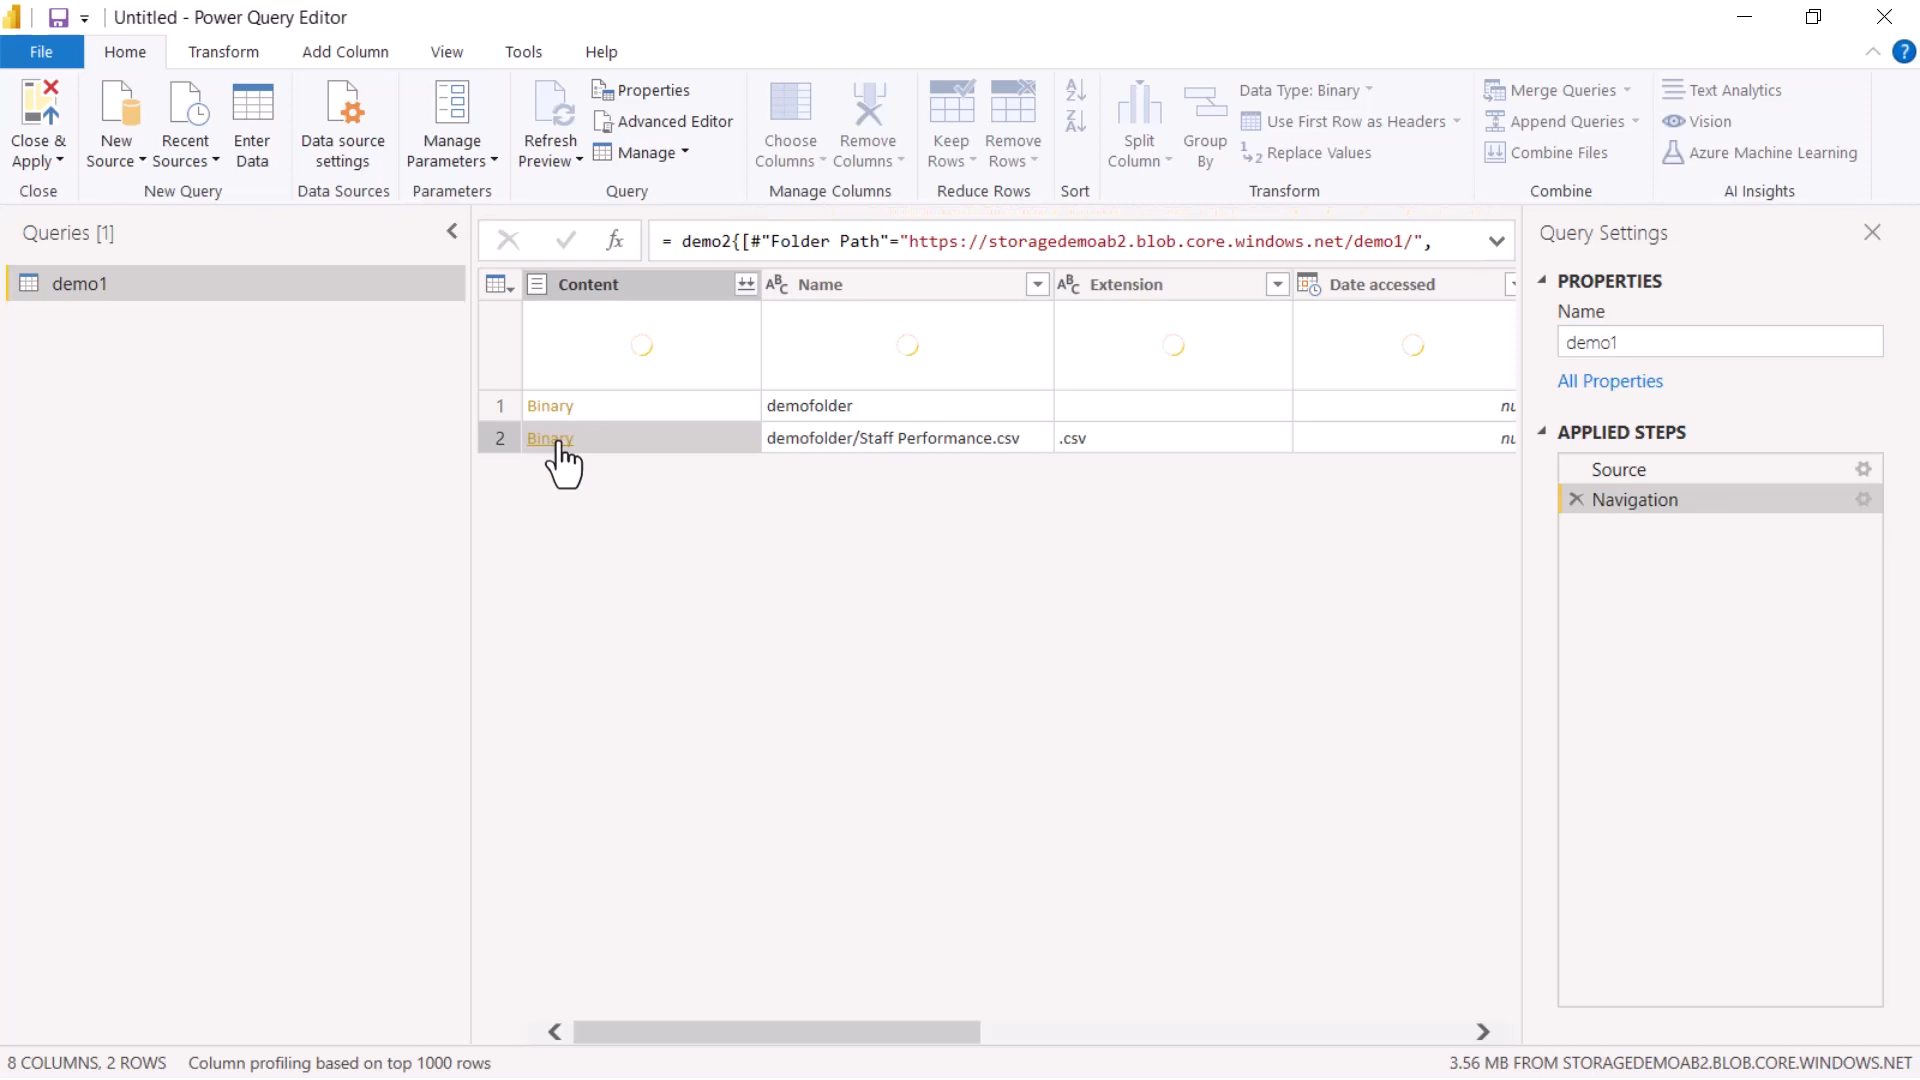 Untitled - Power Query Editor
File Home Transform Add Column View Tools Help
Close & Apply
New Source
Recent Sources
Enter Data
Data source settings
Manage Parameters
Refresh Preview
Properties
Advanced Editor
Manage
Choose Columns
Remove Columns
Keep Rows
Remove Rows
Split Column
Group By
Data Type: Binary
Use First Row as Headers
1 2 Replace Values
Merge Queries
Append Queries
Combine Files
Text Analytics
Vision
Azure Machine Learning
Close New Query Data Sources Parameters Query Manage Columns Reduce Rows Sort Transform Combine AI Insights
Queries [1]
demo1
fx = demo2{[#"Folder Path"="https://storagedemoab2.blob.core.windows.net/demo1/",
Content ABC Name ABC Extension Date accessed
1 Binary demofolder nu
2 Binary demofolder/Staff Performance.csv .csv nu
Query Settings
PROPERTIES
Name
demo1
All Properties
APPLIED STEPS
Source
Navigation
8 COLUMNS, 2 ROWS Column profiling based on top 1000 rows
3.56 MB FROM STORAGEDEMOAB2.BLOB.CORE.WINDOWS.NET